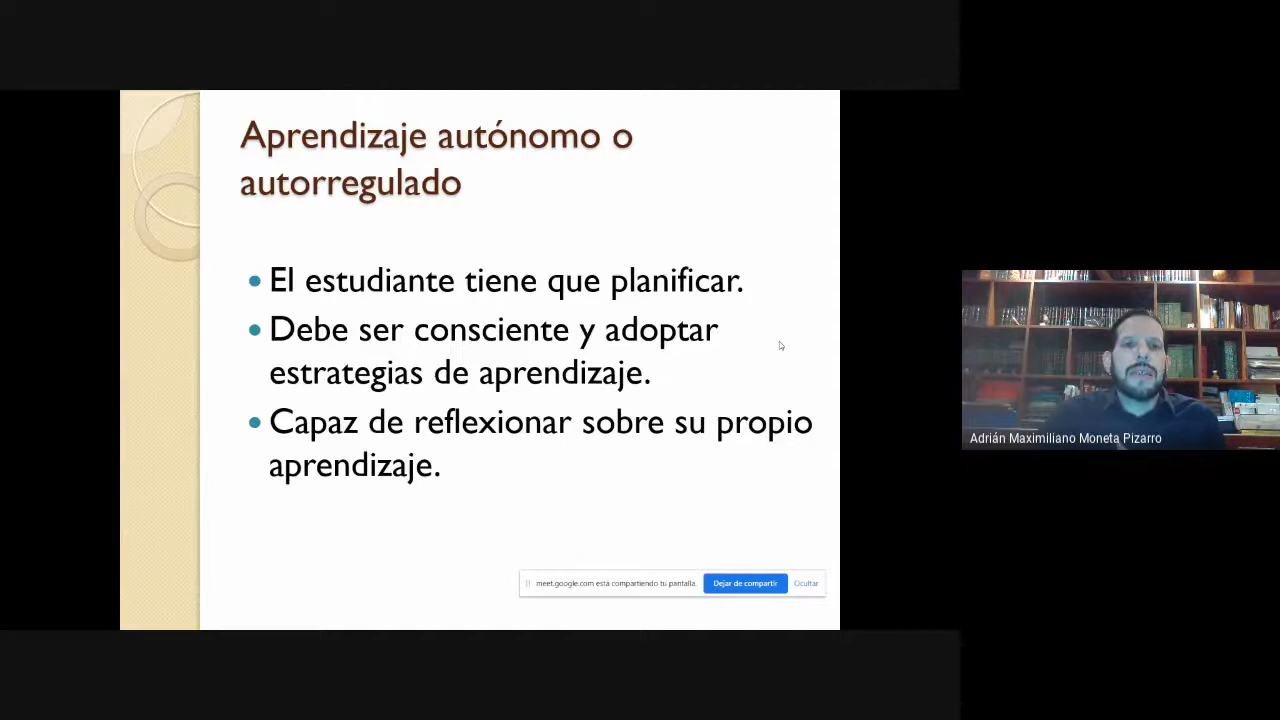 Aprendizaje autónomo o
autorregulado
El estudiante tiene que planificar.
Debe ser consciente y adoptar
estrategias de aprendizaje.
Capaz de reflexionar sobre su propio
aprendizaje.
meet.google.com está compartiendo tu pantalla.
Dejar de compartir
Ocultar
Adrián Maximiliano Moneta Pizarro